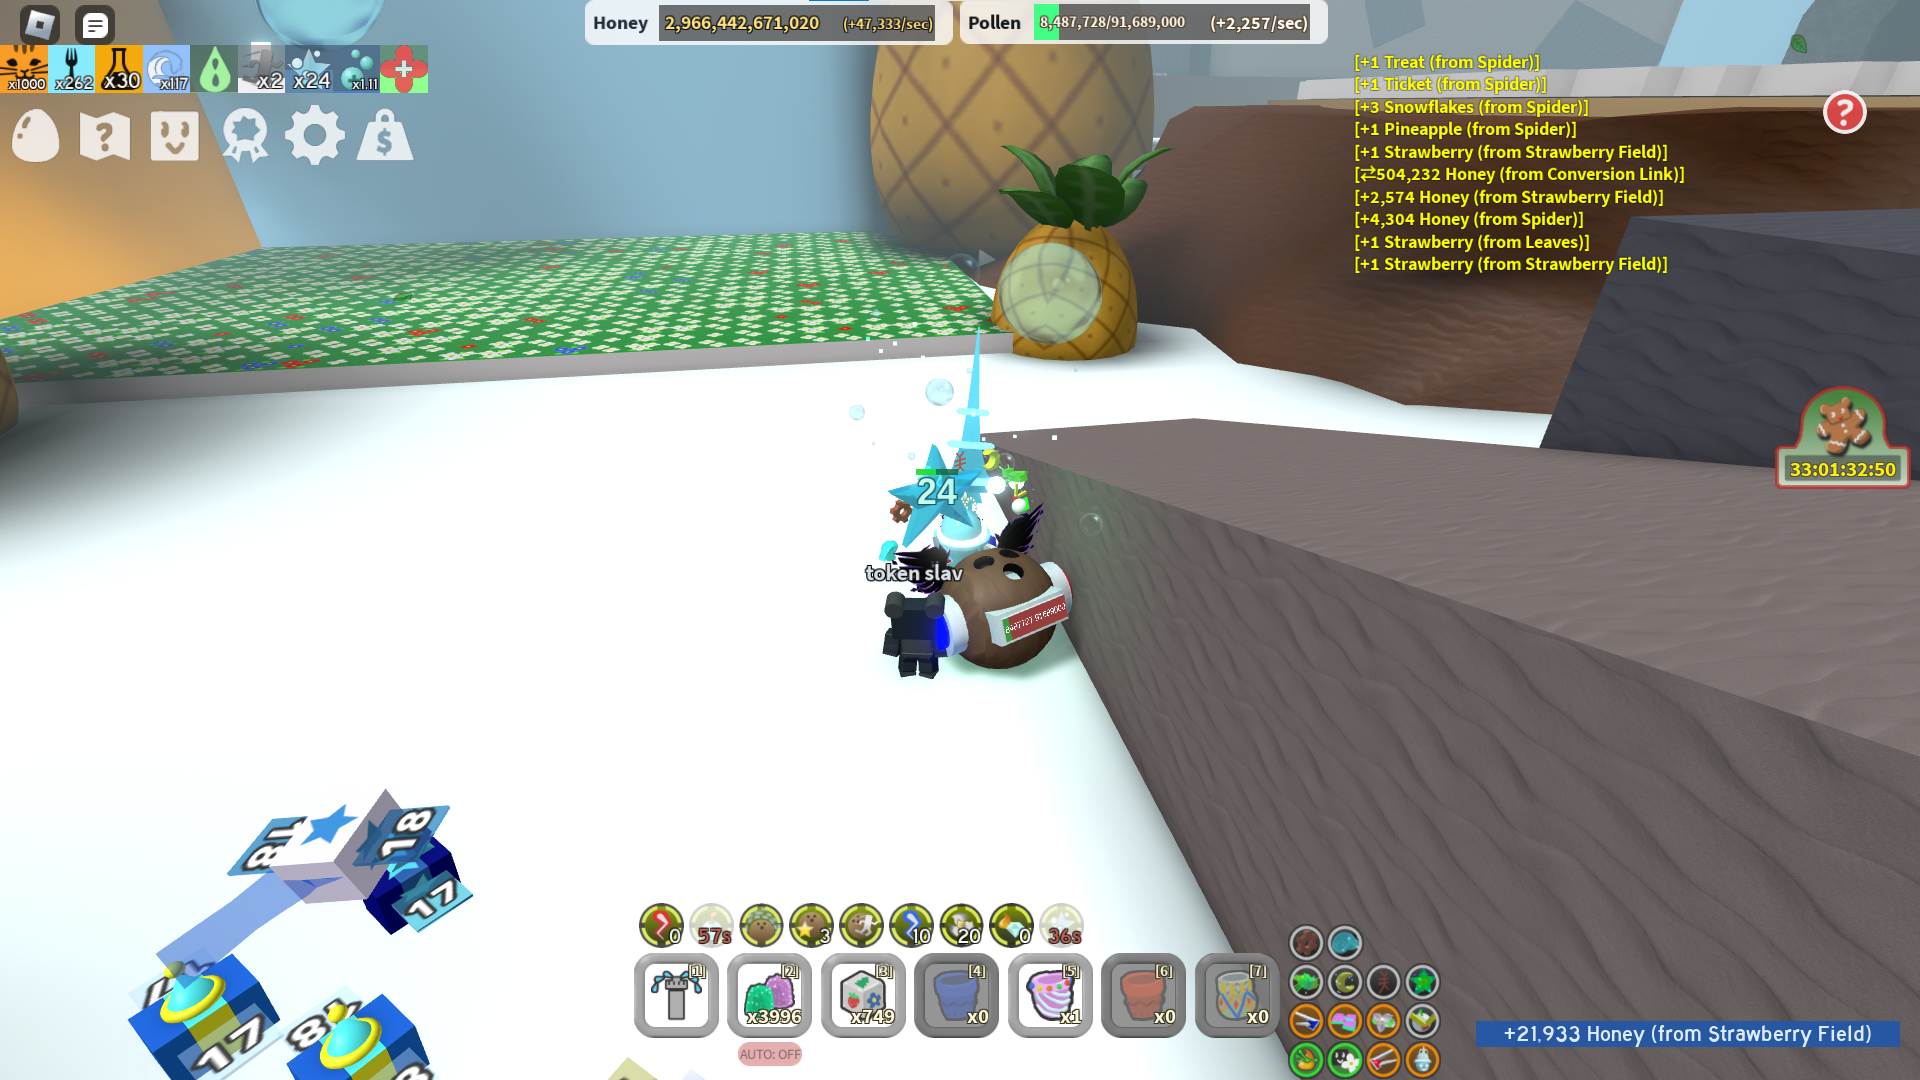 Honey 2,966,442,671,020 (+47,333/sec)
Pollen 8,487,728/91,689,000 (+2,257/sec)
x1000 x262 x30 x117 x2 x24 x1.11
?
$
[+1 Treat (from Spider)]
[+1 Ticket (from Spider)]
[+3 Snowflakes (from Spider)]
[+1 Pineapple (from Spider)]
[+1 Strawberry (from Strawberry Field)]
[⇄504,232 Honey (from Conversion Link)]
[+2,574 Honey (from Strawberry Field)]
[+4,304 Honey (from Spider)]
[+1 Strawberry (from Leaves)]
[+1 Strawberry (from Strawberry Field)]
?
33:01:32:50
24
token slav
18 18
17
17
0 57s 3 10 20 0 36s
[1] [2] [3] [4] [5] [6] [7]
x3996 x749 x0 x1 x0 x0
AUTO: OFF
+21,933 Honey (from Strawberry Field)